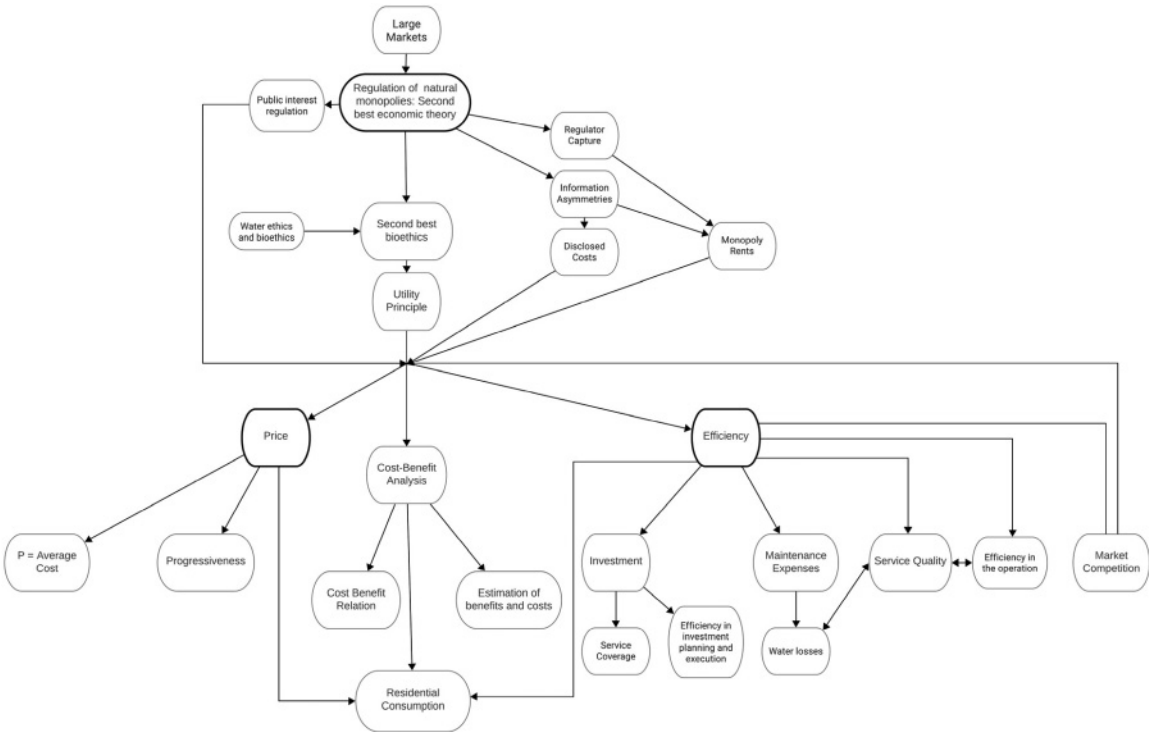 Large
Markets
Regulation of natural
monopolies: Second
best economic theory
Public interest
regulation
Regulator
Capture
Information
Asymmetries
Water ethics
and bioethics
Second best
bioethics
Disclosed
Costs
Monopoly
Rents
Utility
Principle
Price
Efficiency
Cost-Benefit
Analysis
P = Average
Cost
Progressiveness
Investment
Maintenance
Expenses
Service Quality
Efficiency in
the operation
Market
Competition
Cost Benefit
Relation
Estimation of
benefits and costs
Service
Coverage
Efficiency in
investment
planning and
execution
Water losses
Residential
Consumption